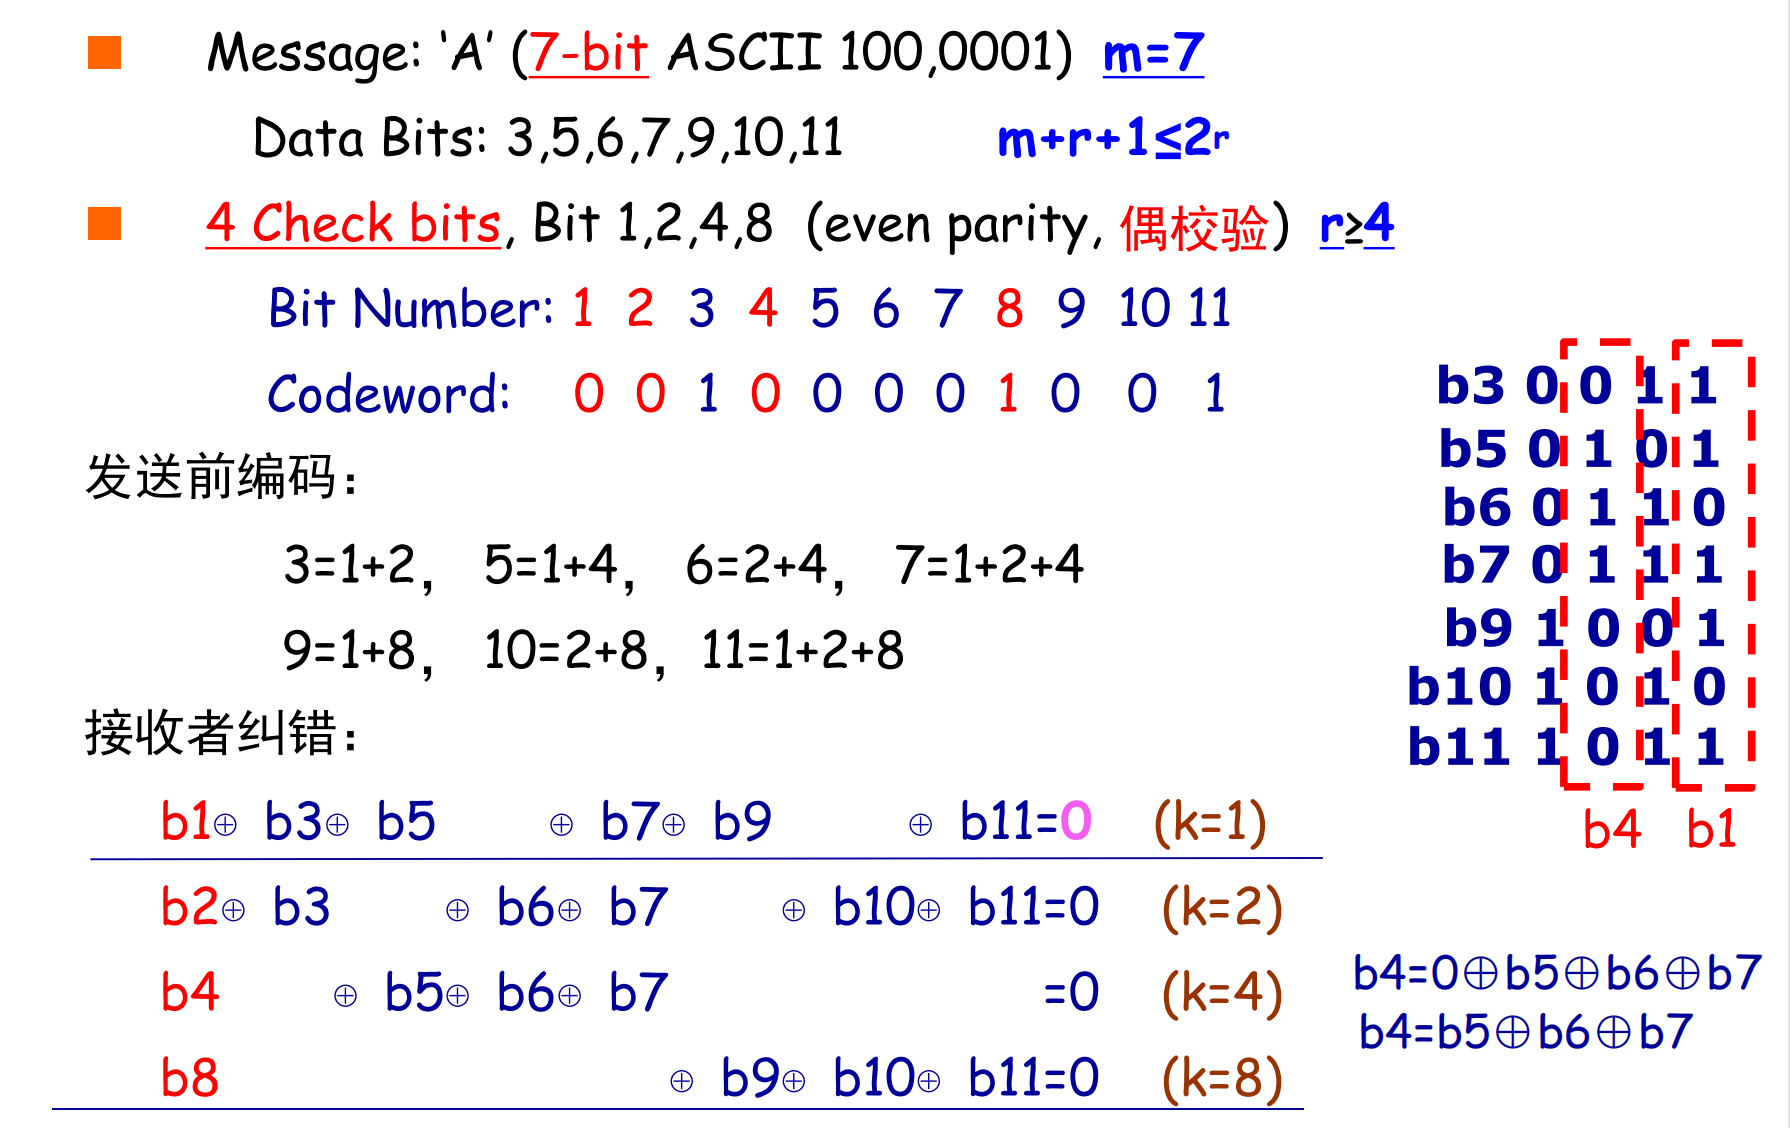 Message: ‘A’ (7-bit ASCII 100,0001) m=7
Data Bits: 3,5,6,7,9,10,11 m+r+1≤2r
4 Check bits, Bit 1,2,4,8 (even parity, 偶校验) r≥4
Bit Number: 1 2 3 4 5 6 7 8 9 10 11
Codeword: 0 0 1 0 0 0 0 1 0 0 1
发送前编码：
3=1+2, 5=1+4, 6=2+4, 7=1+2+4
9=1+8, 10=2+8, 11=1+2+8
接收者纠错：
b1⊕ b3⊕ b5 ⊕ b7⊕ b9 ⊕ b11=0 (k=1)
b2⊕ b3 ⊕ b6⊕ b7 ⊕ b10⊕ b11=0 (k=2)
b4 ⊕ b5⊕ b6⊕ b7 =0 (k=4)
b8 ⊕ b9⊕ b10⊕ b11=0 (k=8)
b3 0 0 1 1
b5 0 1 0 1
b6 0 1 1 0
b7 0 1 1 1
b9 1 0 0 1
b10 1 0 1 0
b11 1 0 1 1
b4 b1
b4=0⊕b5⊕b6⊕b7
b4=b5⊕b6⊕b7